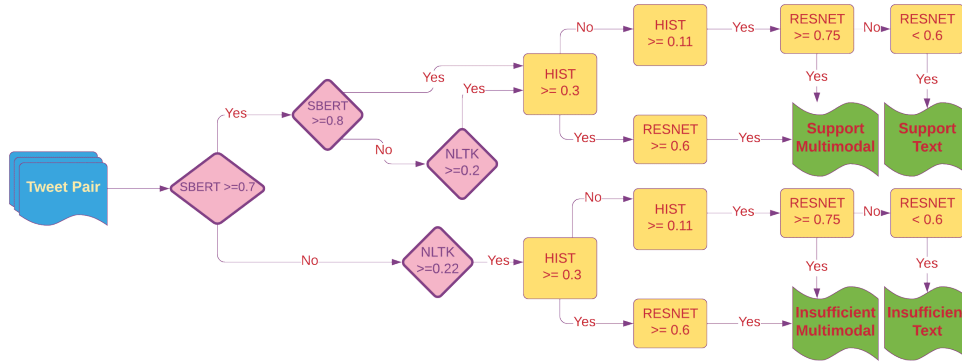 Tweet Pair
SBERT >=0.7
Yes
No
SBERT
>=0.8
Yes
No
NLTK
>=0.2
Yes
HIST
>= 0.3
No
Yes
HIST
>= 0.11
Yes
RESNET
>= 0.75
No
RESNET
< 0.6
Yes
Yes
RESNET
>= 0.6
Yes
Support
Multimodal
Support
Text
NLTK
>=0.22
Yes
HIST
>= 0.3
No
Yes
HIST
>= 0.11
Yes
RESNET
>= 0.75
No
RESNET
< 0.6
Yes
Yes
RESNET
>= 0.6
Yes
Insufficient
Multimodal
Insufficien
Text